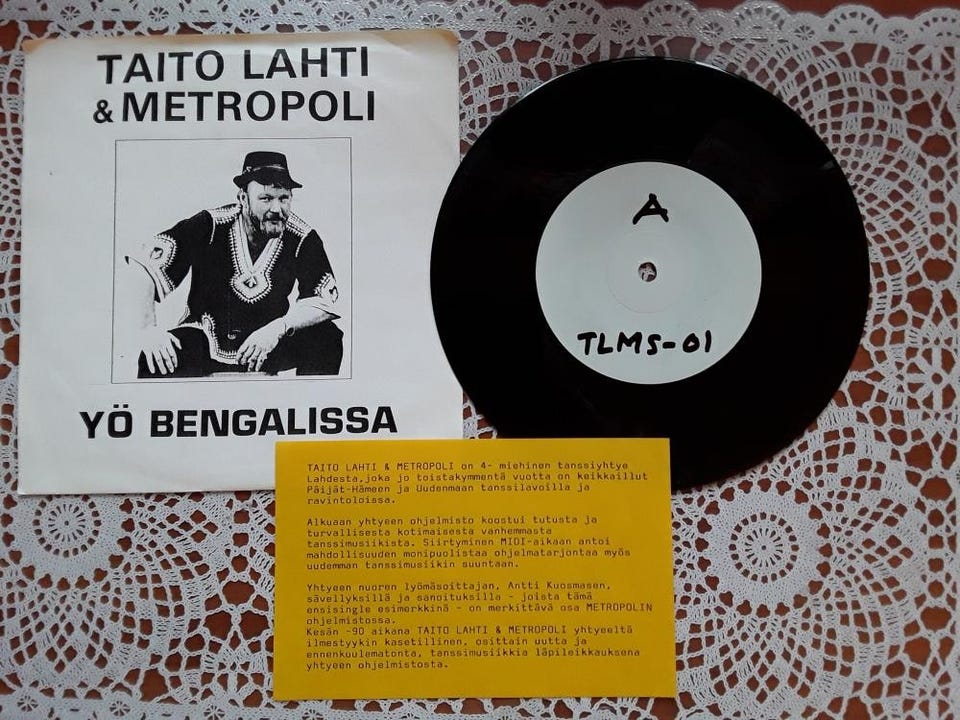 TAITO LAHTI
& METROPOLI
YÖ BENGALISSA
A
TLMS-01
TAITO LAHTI & METROPOLI on 4- miehinen tanssiyhtye
Lahdesta,joka jo toistakymmentä vuotta on keikkaillut
Päijät-Hämeen ja Uudenmaan tanssilavoilla ja
ravintoloissa.
Alkuaan yhtyeen ohjelmisto koostui tutusta ja
turvallisesta kotimaisesta vanhemmasta
tanssimusiikista. Siirtyminen MIDI-aikaan antoi
mahdollisuuden monipuolistaa ohjelmatarjontaa myös
uudemman tanssimusiikin suuntaan.
Yhtyeen nuoren lyömäsoittajan, Antti Kuosmasen,
sävellyksillä ja sanoituksilla - joista tämä
ensisingle esimerkkinä - on merkittävä osa METROPOLIN
ohjelmistossa.
Kesän -90 aikana TAITO LAHTI & METROPOLI yhtyeeltä
ilmestyykin kasetillinen, osittain uutta ja
ennenkuulematonta, tanssimusiikkia läpileikkauksena
yhtyeen ohjelmistosta.